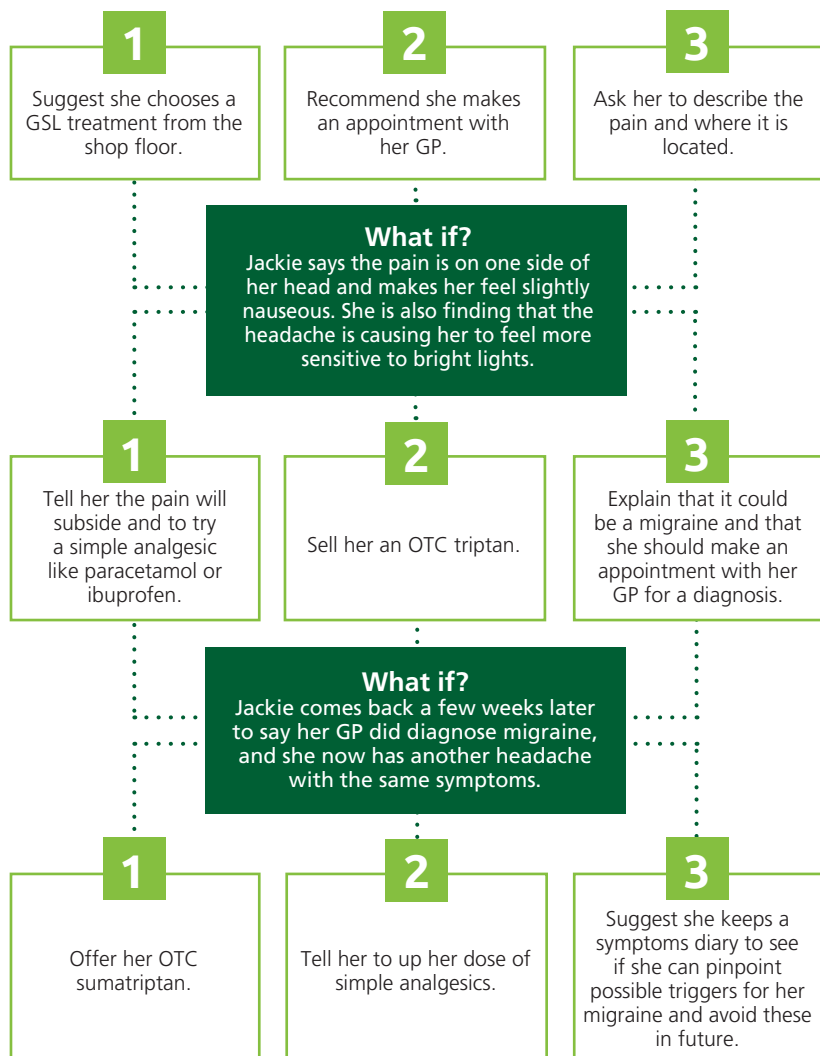 1
Suggest she chooses a
GSL treatment from the
shop floor.
2
Recommend she makes
an appointment with
her GP.
3
Ask her to describe the
pain and where it is
located.
What if?
Jackie says the pain is on one side of
her head and makes her feel slightly
nauseous. She is also finding that the
headache is causing her to feel more
sensitive to bright lights.
1
Tell her the pain will
subside and to try
a simple analgesic
like paracetamol or
ibuprofen.
2
Sell her an OTC triptan.
3
Explain that it could
be a migraine and that
she should make an
appointment with her
GP for a diagnosis.
What if?
Jackie comes back a few weeks later
to say her GP did diagnose migraine,
and she now has another headache
with the same symptoms.
1
Offer her OTC
sumatriptan.
2
Tell her to up her dose of
simple analgesics.
3
Suggest she keeps a
symptoms diary to see
if she can pinpoint
possible triggers for her
migraine and avoid these
in future.